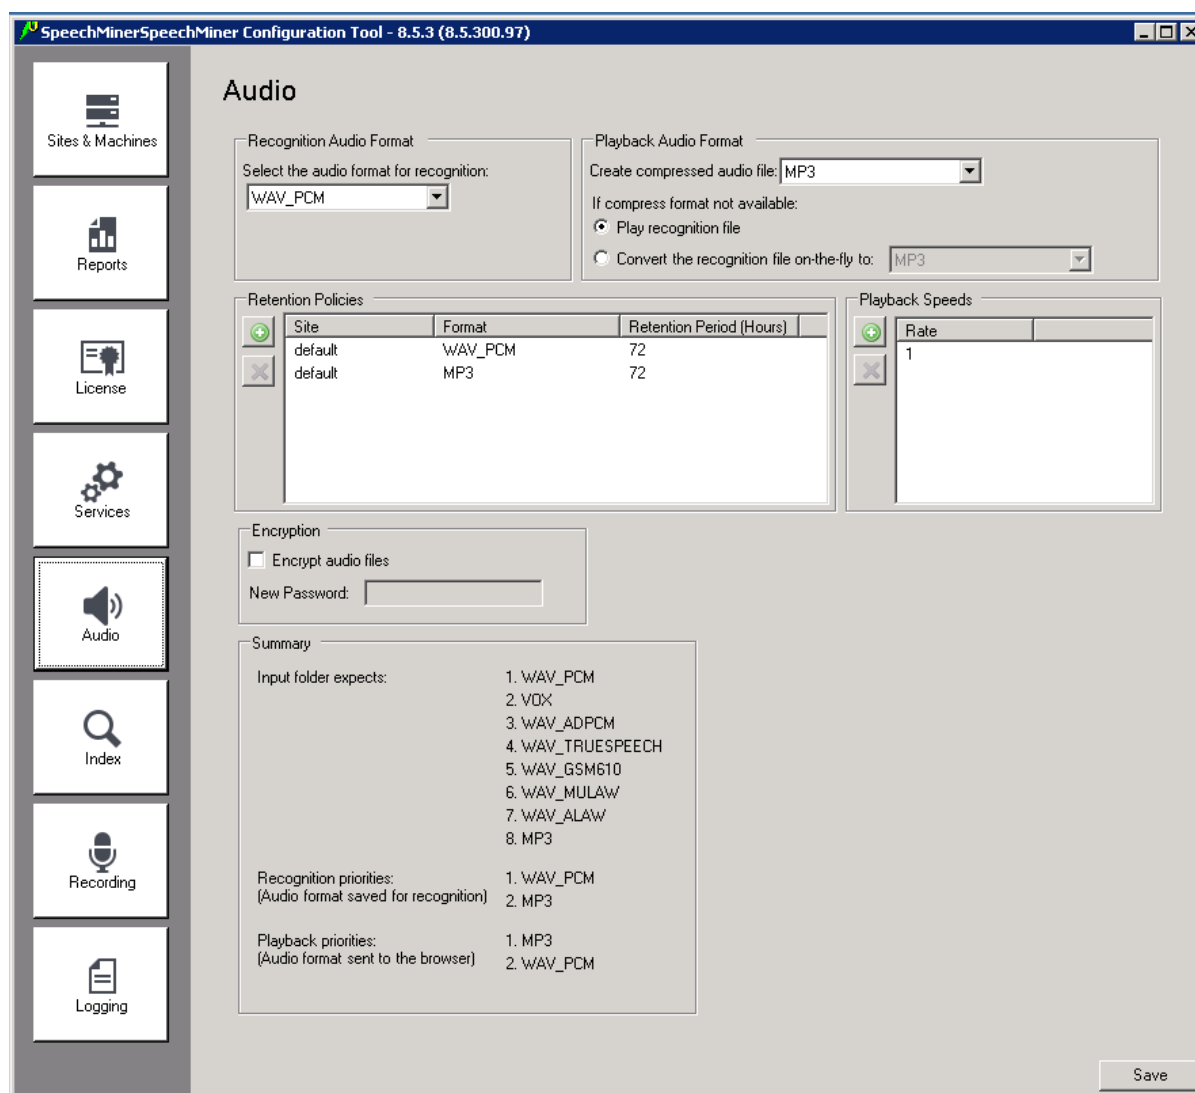 SpeechMinerSpeechMiner Configuration Tool - 8.5.3 (8.5.300.97)
Sites & Machines
Reports
License
Services
Audio
Index
Recording
Logging
Audio
Recognition Audio Format
Select the audio format for recognition:
WAV_PCM
Playback Audio Format
Create compressed audio file: MP3
If compress format not available:
Play recognition file
Convert the recognition file on-the-fly to: MP3
Retention Policies
Site Format Retention Period (Hours)
default WAV_PCM 72
default MP3 72
Playback Speeds
Rate
1
Encryption
Encrypt audio files
New Password:
Summary
Input folder expects: 1. WAV_PCM
2. VOX
3. WAV_ADPCM
4. WAV_TRUESPEECH
5. WAV_GSM610
6. WAV_MULAW
7. WAV_ALAW
8. MP3
Recognition priorities: 1. WAV_PCM
(Audio format saved for recognition) 2. MP3
Playback priorities: 1. MP3
(Audio format sent to the browser) 2. WAV_PCM
Save